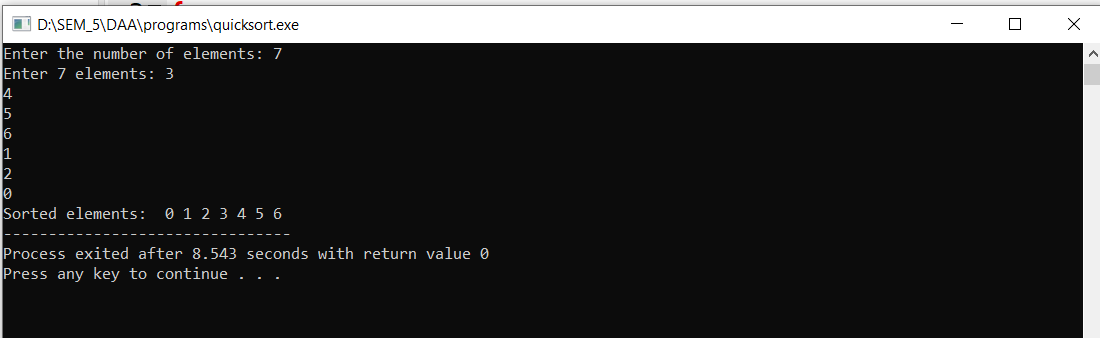 D:\SEM_5\DAA\programs\quicksort.exe
Enter the number of elements: 7
Enter 7 elements: 3
4
5
6
1
2
0
Sorted elements:  0 1 2 3 4 5 6
--------------------------------
Process exited after 8.543 seconds with return value 0
Press any key to continue . . .